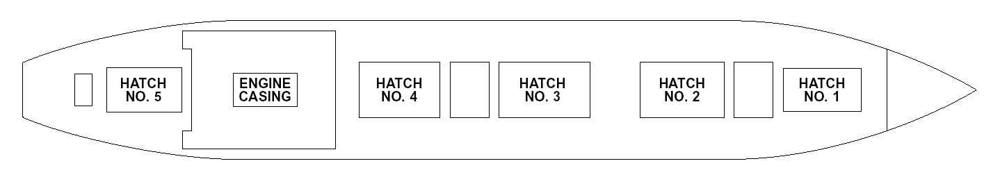 HATCH
NO. 5
ENGINE
CASING
HATCH
NO. 4
HATCH
NO. 3
HATCH
NO. 2
HATCH
NO. 1